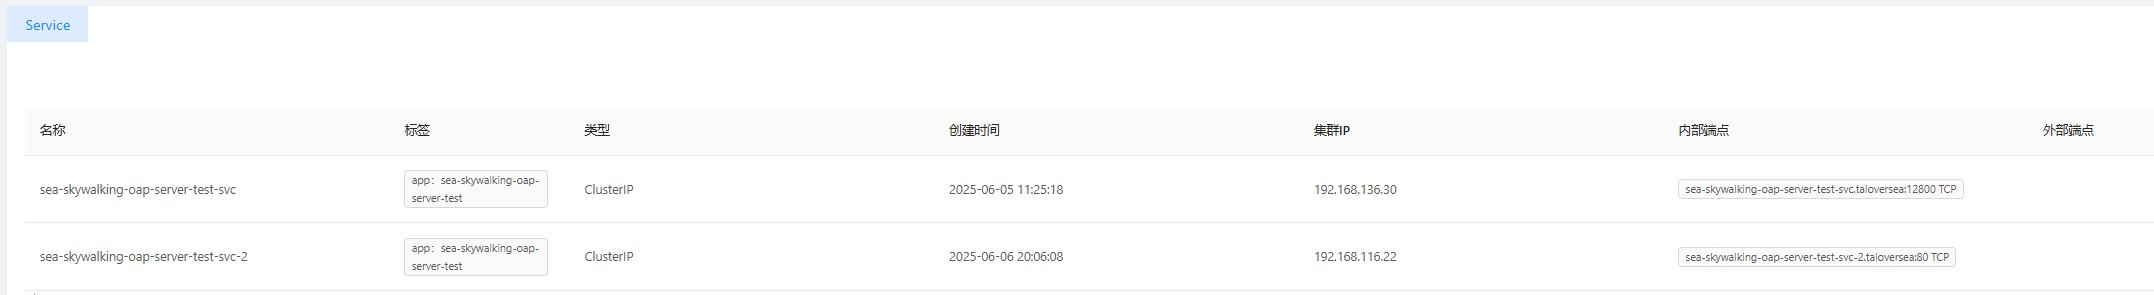 Service
名称 标签 类型 创建时间 集群IP 内部端点 外部端点
app：sea-skywalking-oap-
sea-skywalking-oap-server-test-svc ClusterIP 2025-06-05 11:25:18 192.168.136.30 sea-skywalking-oap-server-test-svc.taloversea:12800 TCP
server-test
app：sea-skywalking-oap-
sea-skywalking-oap-server-test-svc-2 ClusterIP 2025-06-06 20:06:08 192.168.116.22 sea-skywalking-oap-server-test-svc-2.taloversea:80 TCP
server-test